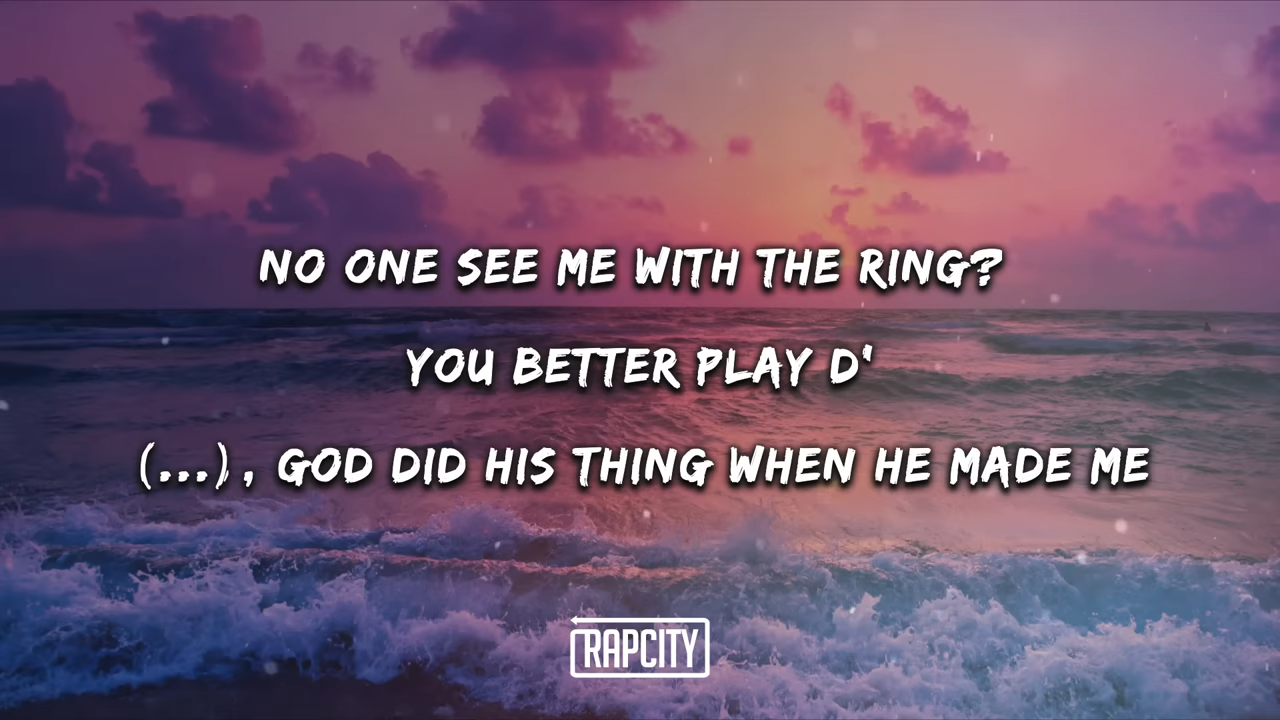 NO ONE SEE ME WITH THE RING?
YOU BETTER PLAY D'
(...), GOD DID HIS THING WHEN HE MADE ME
RAPCITY